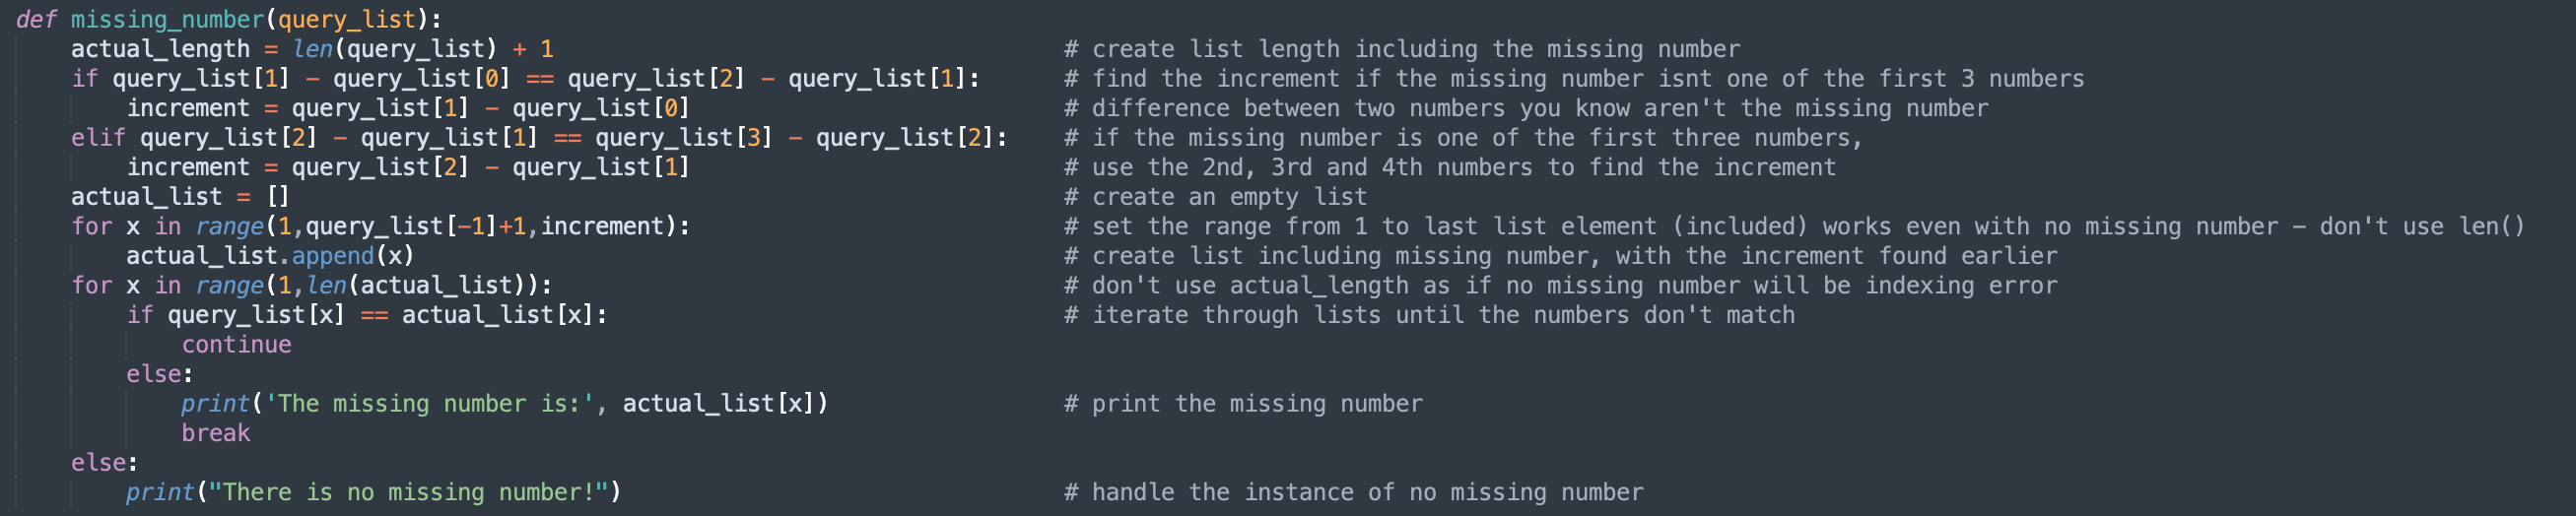 def missing_number(query_list):
    actual_length = len(query_list) + 1                                     # create list length including the missing number
    if query_list[1] - query_list[0] == query_list[2] - query_list[1]:      # find the increment if the missing number isnt one of the first 3 numbers
        increment = query_list[1] - query_list[0]                           # difference between two numbers you know aren't the missing number
    elif query_list[2] - query_list[1] == query_list[3] - query_list[2]:    # if the missing number is one of the first three numbers,
        increment = query_list[2] - query_list[1]                           # use the 2nd, 3rd and 4th numbers to find the increment
    actual_list = []                                                        # create an empty list
    for x in range(1,query_list[-1]+1,increment):                           # set the range from 1 to last list element (included) works even with no missing number - don't use len()
        actual_list.append(x)                                               # create list including missing number, with the increment found earlier
    for x in range(1,len(actual_list)):                                     # don't use actual_length as if no missing number will be indexing error
        if query_list[x] == actual_list[x]:                                 # iterate through lists until the numbers don't match
            continue
        else:
            print('The missing number is:', actual_list[x])                 # print the missing number
            break
    else:
        print("There is no missing number!")                                # handle the instance of no missing number